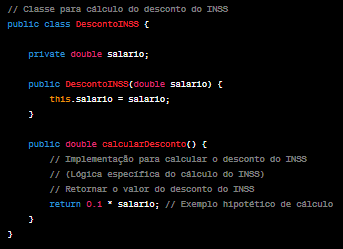 // Classe para cálculo do desconto do INSS
public class DescontoINSS {
private double salario;
public DescontoINSS(double salario) {
this.salario = salario;
}
public double calcularDesconto() {
// Implementação para calcular o desconto do INSS
// (Lógica específica do cálculo do INSS)
// Retornar o valor do desconto do INSS
return 0.1 * salario; // Exemplo hipotético de cálculo
}
}